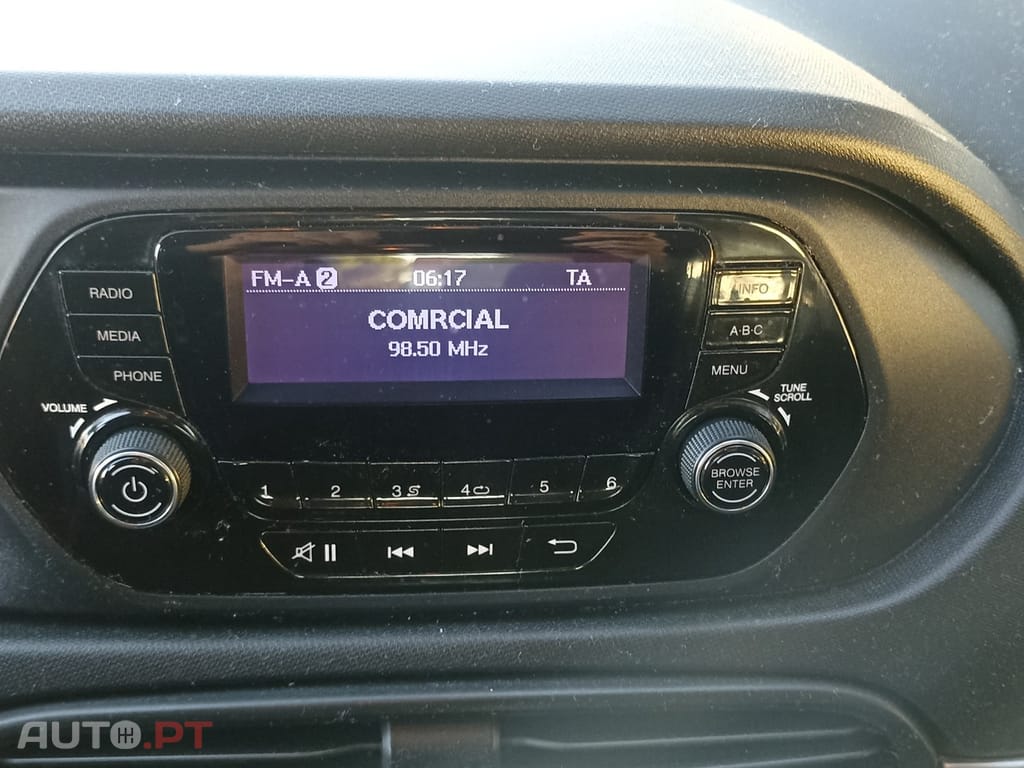 FM-A 2 06:17 TA
COMRCIAL
98.50 MHz
RADIO
MEDIA
PHONE
VOLUME
INFO
A·B·C
MENU
TUNE
SCROLL
BROWSE
ENTER
1 2 3 4 5 6
AUTO.PT